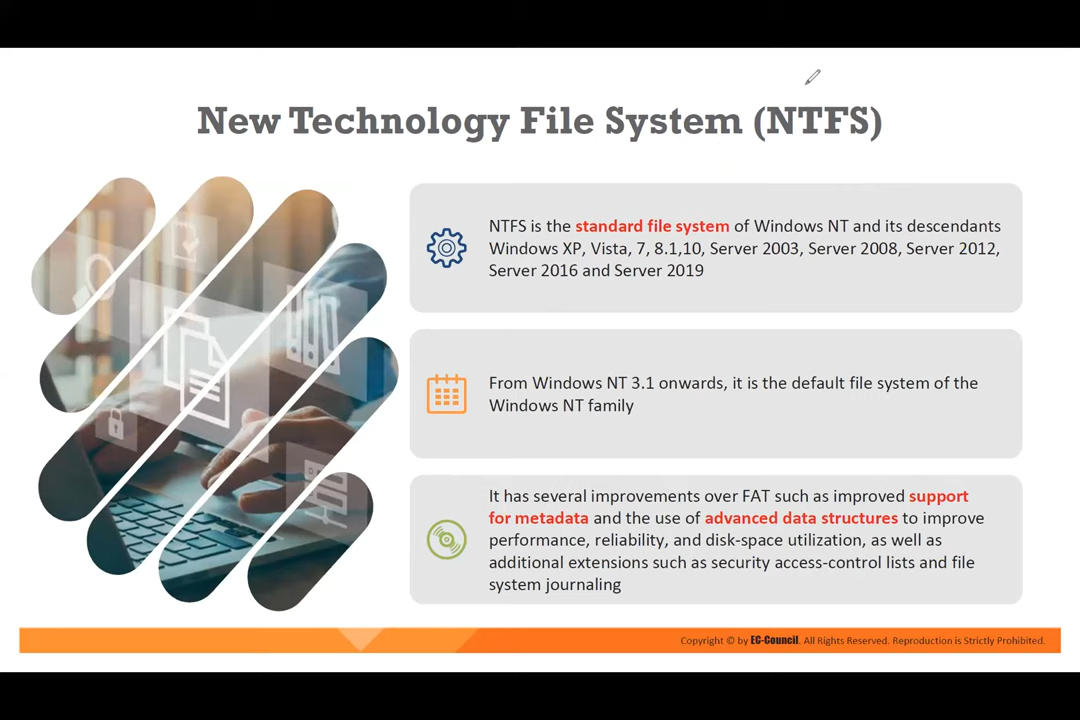 New Technology File System (NTFS)
NTFS is the standard file system of Windows NT and its descendants
Windows XP, Vista, 7, 8.1,10, Server 2003, Server 2008, Server 2012,
Server 2016 and Server 2019
From Windows NT 3.1 onwards, it is the default file system of the
Windows NT family
It has several improvements over FAT such as improved support
for metadata and the use of advanced data structures to improve
performance, reliability, and disk-space utilization, as well as
additional extensions such as security access-control lists and file
system journaling
Copyright © by EC-Council. All Rights Reserved. Reproduction is Strictly Prohibited.